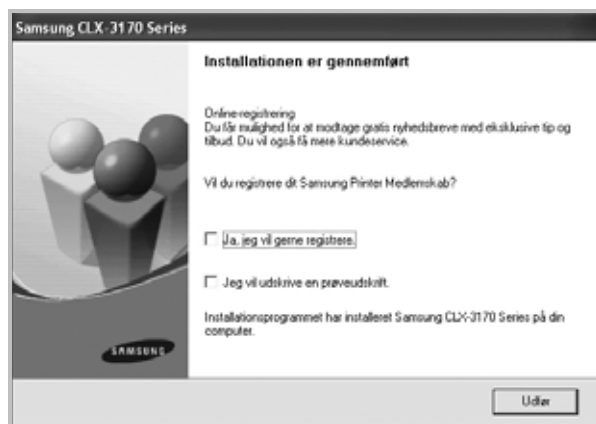 Samsung CLX-3170 Series
Installationen er gennemført
Online-registrering
Du får mulighed for at modtage gratis nyhedsbreve med eksklusive tip og
tilbud. Du vil også få mere kundeservice.
Vil du registrere dit Samsung Printer Medlemskab?
Ja, jeg vil gerne registrere.
Jeg vil udskrive en prøveudskrift.
Installationsprogrammet har installeret Samsung CLX-3170 Series på din
computer.
SAMSUNG
Udfør